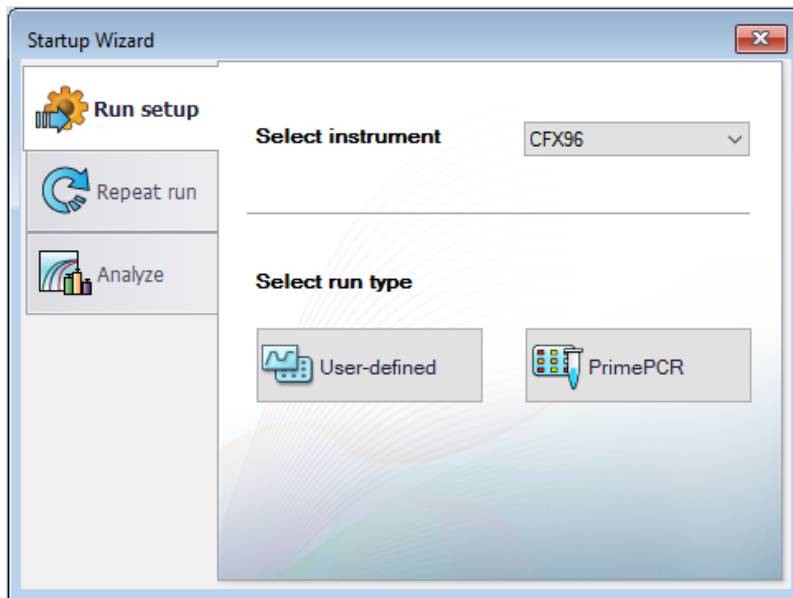 Startup Wizard
Run setup
Repeat run
Analyze
Select instrument
CFX96
Select run type
User-defined
PrimePCR